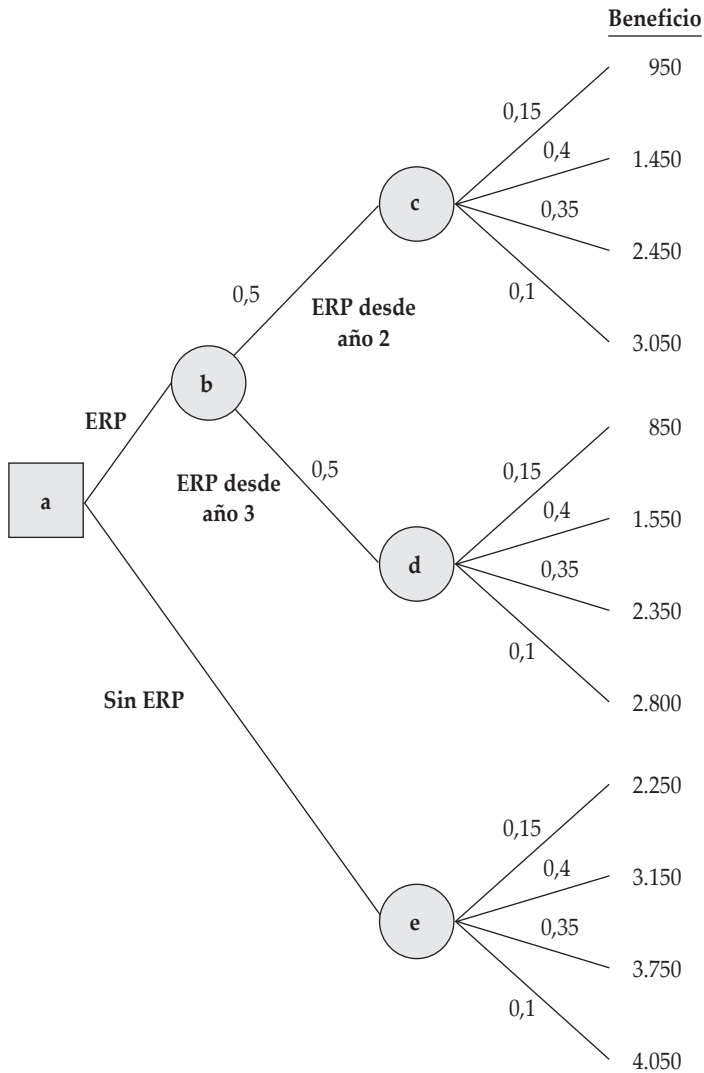 Beneficio
950
0,15
0,4
1.450
c
0,35
2.450
0,5
0,1
ERP desde
año 2
3.050
b
ERP
850
0,5
0,15
ERP desde
año 3
a
0,4
1.550
d
0,35
2.350
0,1
Sin ERP
2.800
2.250
0,15
0,4
3.150
e
0,35
3.750
0,1
4.050